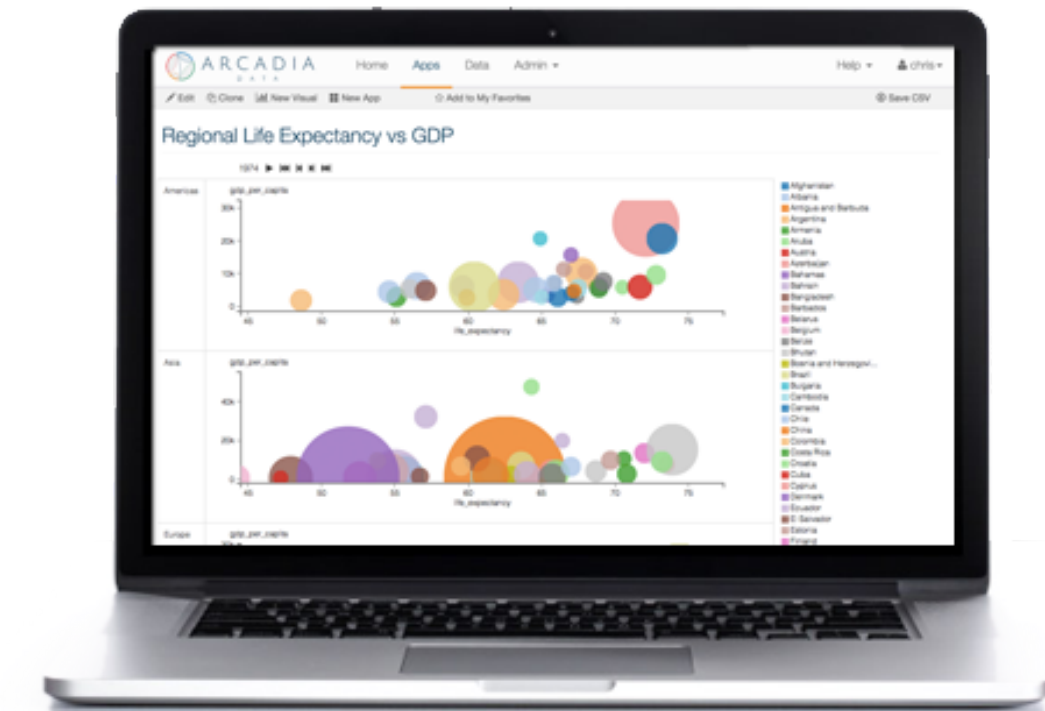 ARCADIA
DATA
Home Apps Data Admin
Help chris
Edit Clone New Visual New App Add to My Favorites Save CSV
Regional Life Expectancy vs GDP
1974
Americas gdp_per_capita
30k
20k
10k
0
45 50 55 60 65 70 75
life_expectancy
Asia gdp_per_capita
40k
20k
0
45 50 55 60 65 70 75
life_expectancy
Europe gdp_per_capita
Afghanistan
Albania
Antigua and Barbuda
Argentina
Armenia
Aruba
Austria
Azerbaijan
Bahamas
Bahrain
Bangladesh
Barbados
Belarus
Belgium
Belize
Bhutan
Bosnia and Herzegovi...
Brazil
Bulgaria
Cambodia
Canada
Chile
China
Colombia
Costa Rica
Croatia
Cuba
Cyprus
Denmark
Ecuador
El Salvador
Estonia
Finland